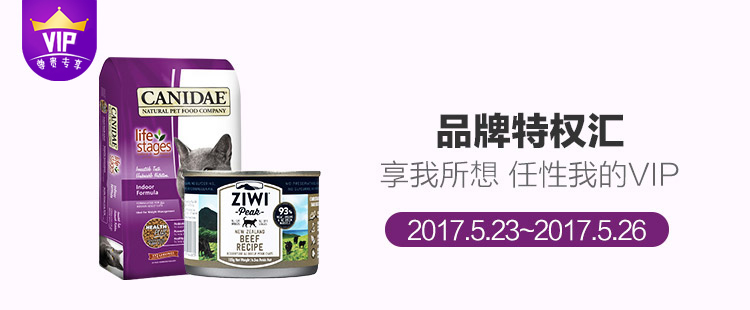 VIP
尊贵专享
CANIDAE
NATURAL PET FOOD COMPANY
life
stages
Indoor
Formula
HEALTH
ZIWI
Peak
93%
NEW ZEALAND
BEEF
RECIPE
品牌特权汇
享我所想 任性我的VIP
2017.5.23~2017.5.26